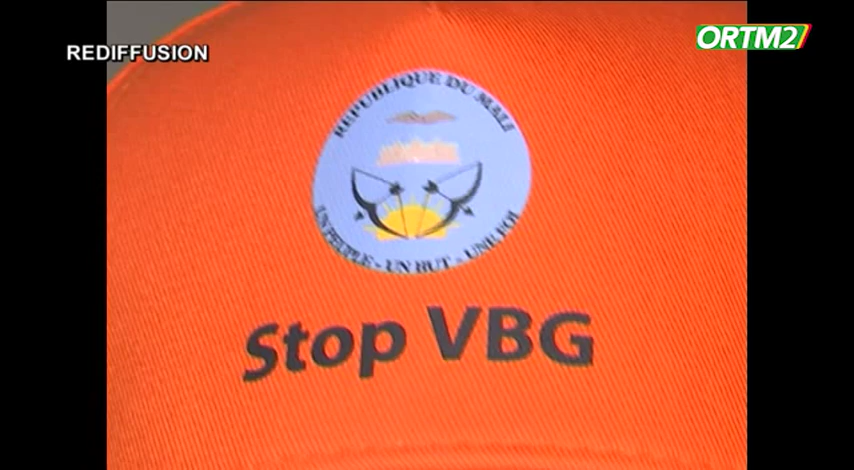 REDIFFUSION
ORTM2
REPUBLIQUE DU MALI
UN PEUPLE - UN BUT - UNE FOI
Stop VBG